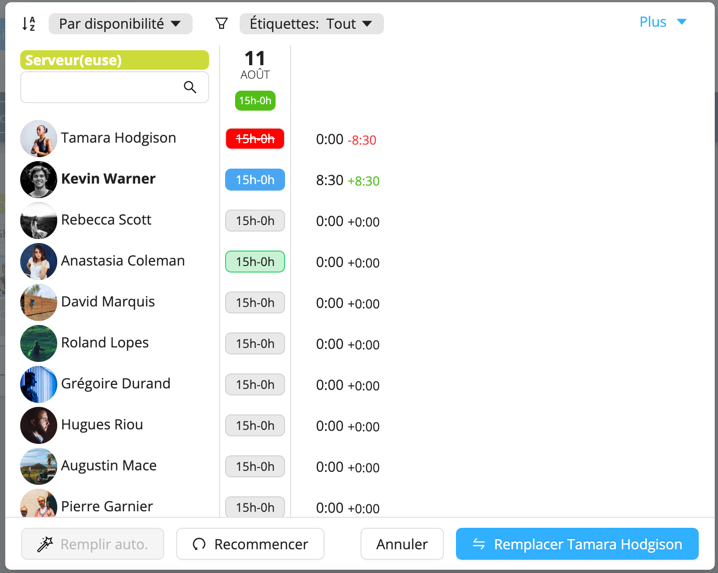 Par disponibilité
Étiquettes: Tout
Plus
Serveur(euse)
11
AOÛT
15h-0h
Tamara Hodgison 15h-0h 0:00 -8:30
Kevin Warner 15h-0h 8:30 +8:30
Rebecca Scott 15h-0h 0:00 +0:00
Anastasia Coleman 15h-0h 0:00 +0:00
David Marquis 15h-0h 0:00 +0:00
Roland Lopes 15h-0h 0:00 +0:00
Grégoire Durand 15h-0h 0:00 +0:00
Hugues Riou 15h-0h 0:00 +0:00
Augustin Mace 15h-0h 0:00 +0:00
Pierre Garnier 15h-0h 0:00 +0:00
Remplir auto. Recommencer Annuler Remplacer Tamara Hodgison